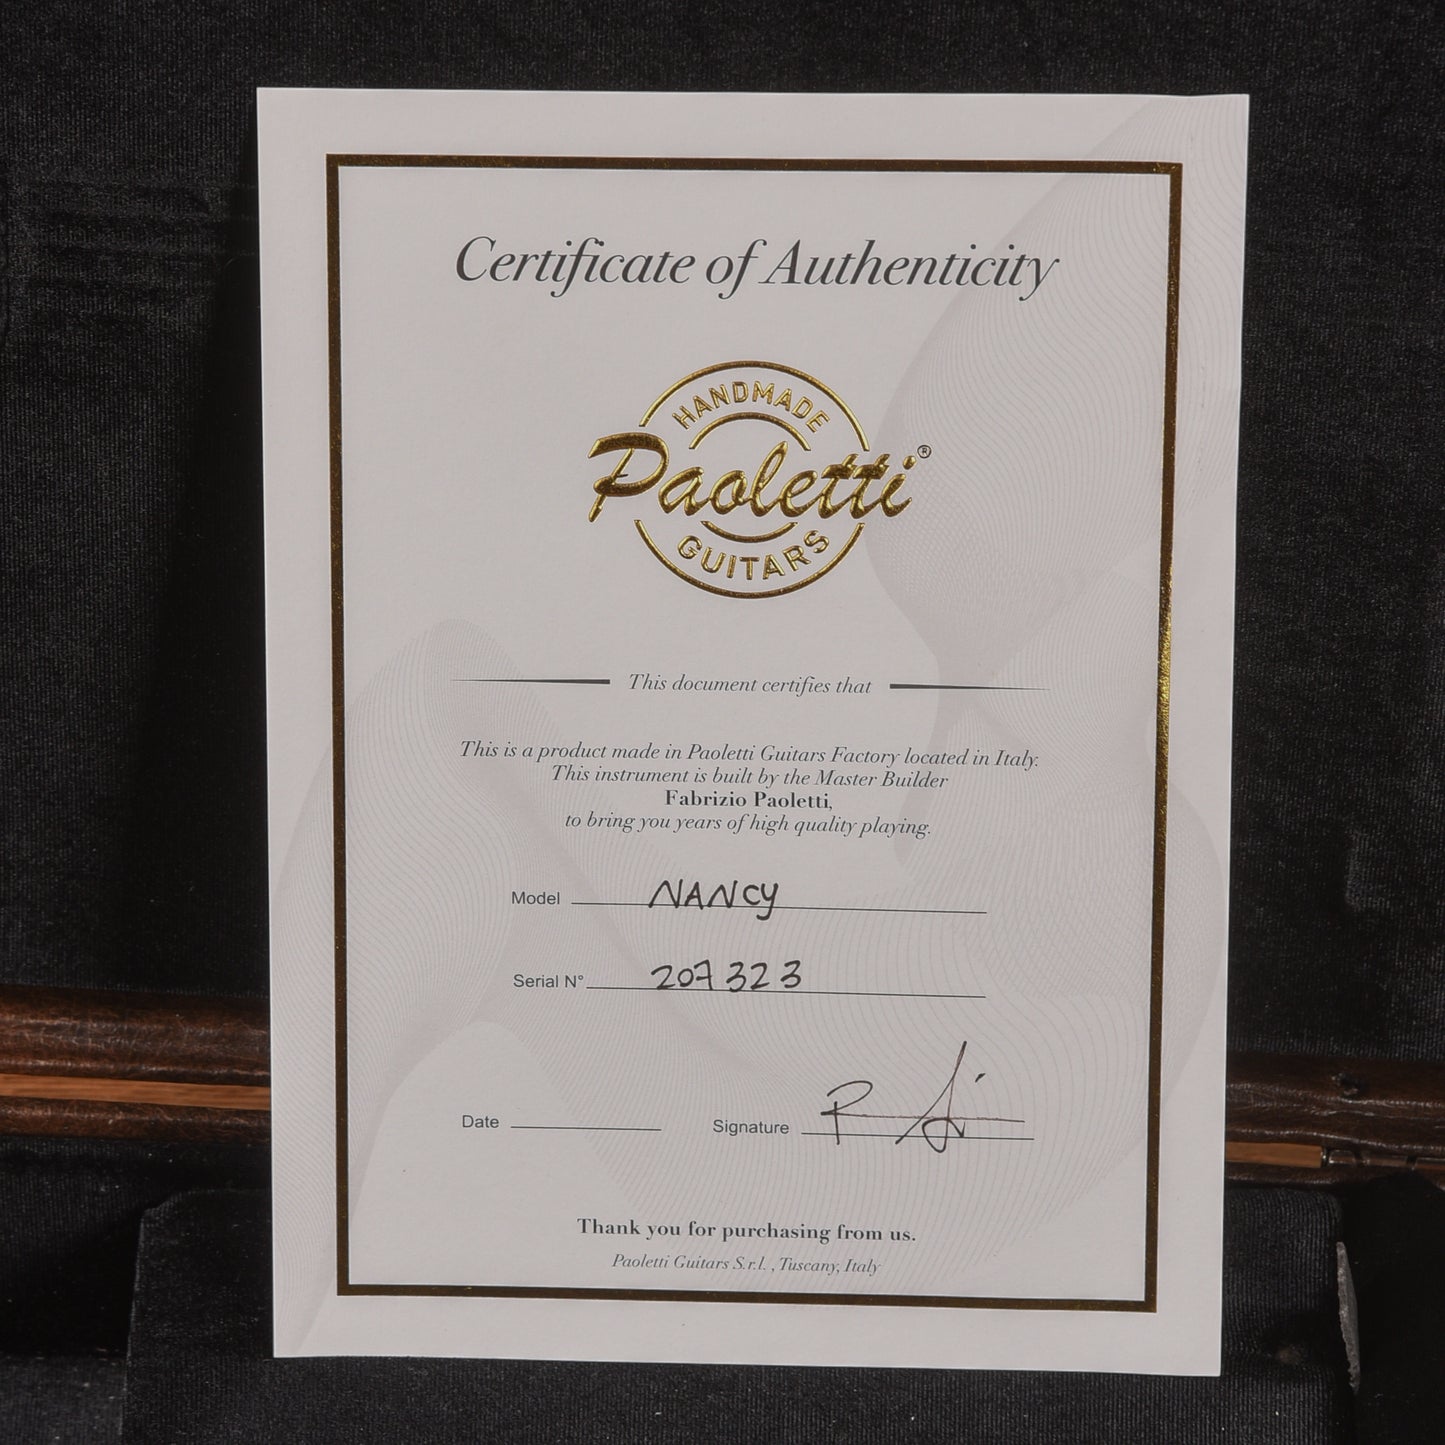 Certificate of Authenticity
HANDMADE
Paoletti®
GUITARS
This document certifies that
This is a product made in Paoletti Guitars Factory located in Italy.
This instrument is built by the Master Builder
Fabrizio Paoletti,
to bring you years of high quality playing.
Model NANCY
Serial N° 207323
Date Signature
Thank you for purchasing from us.
Paoletti Guitars S.r.l. , Tuscany, Italy